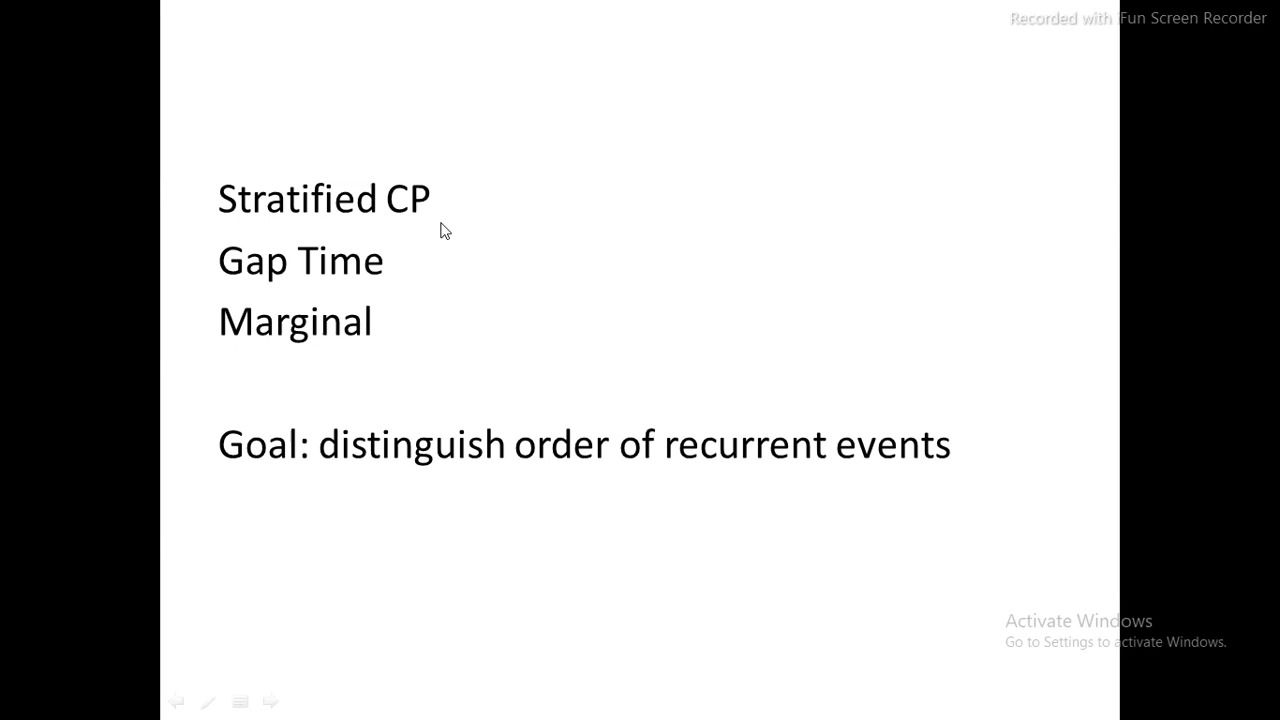 Recorded with iFun Screen Recorder
Stratified CP
Gap Time
Marginal
Goal: distinguish order of recurrent events
Activate Windows
Go to Settings to activate Windows.